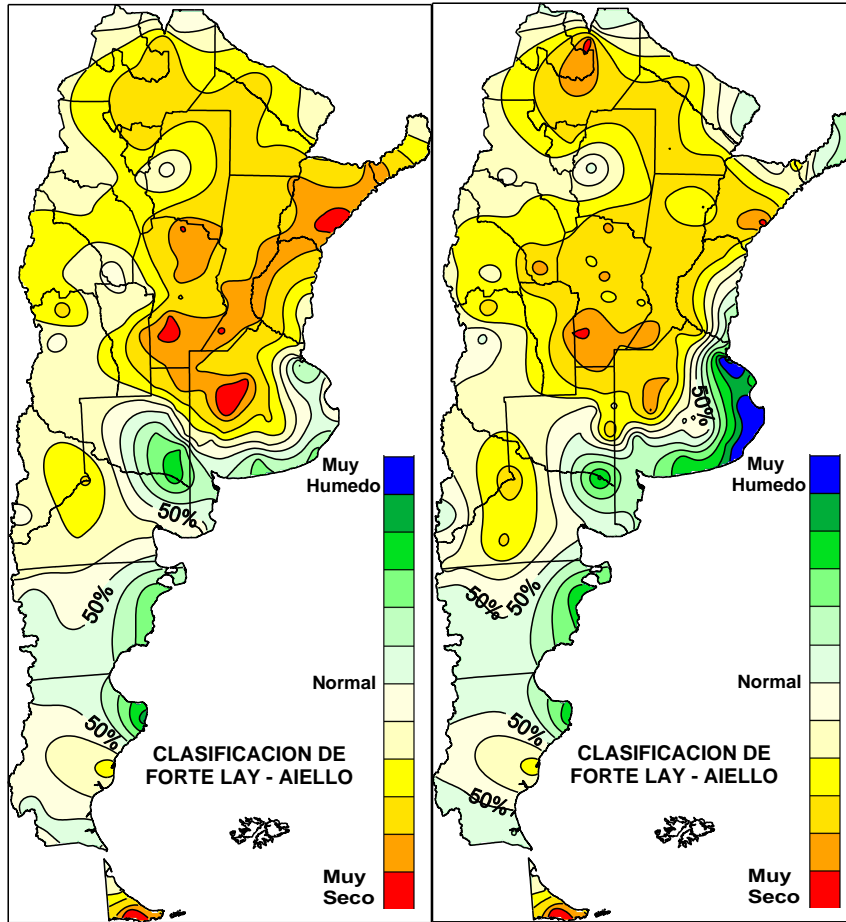 50%
Muy
Humedo
50%
50%
Normal
50%
CLASIFICACION DE
FORTE LAY - AIELLO
Muy
Seco
50%
Muy
Humedo
50%
50%
Normal
50%
CLASIFICACION DE
FORTE LAY - AIELLO
50%
Muy
Seco